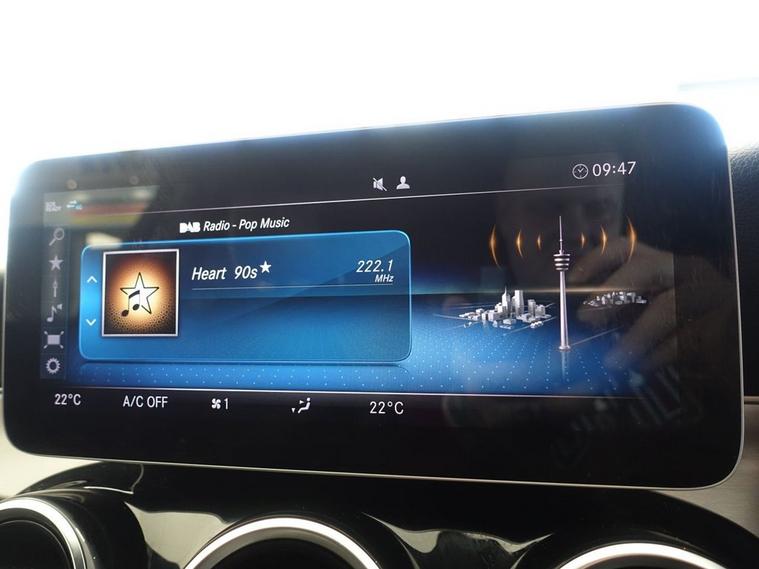 09:47
DAB Radio - Pop Music
Heart 90s★
222.1
MHz
22°C
A/C OFF
1
22°C